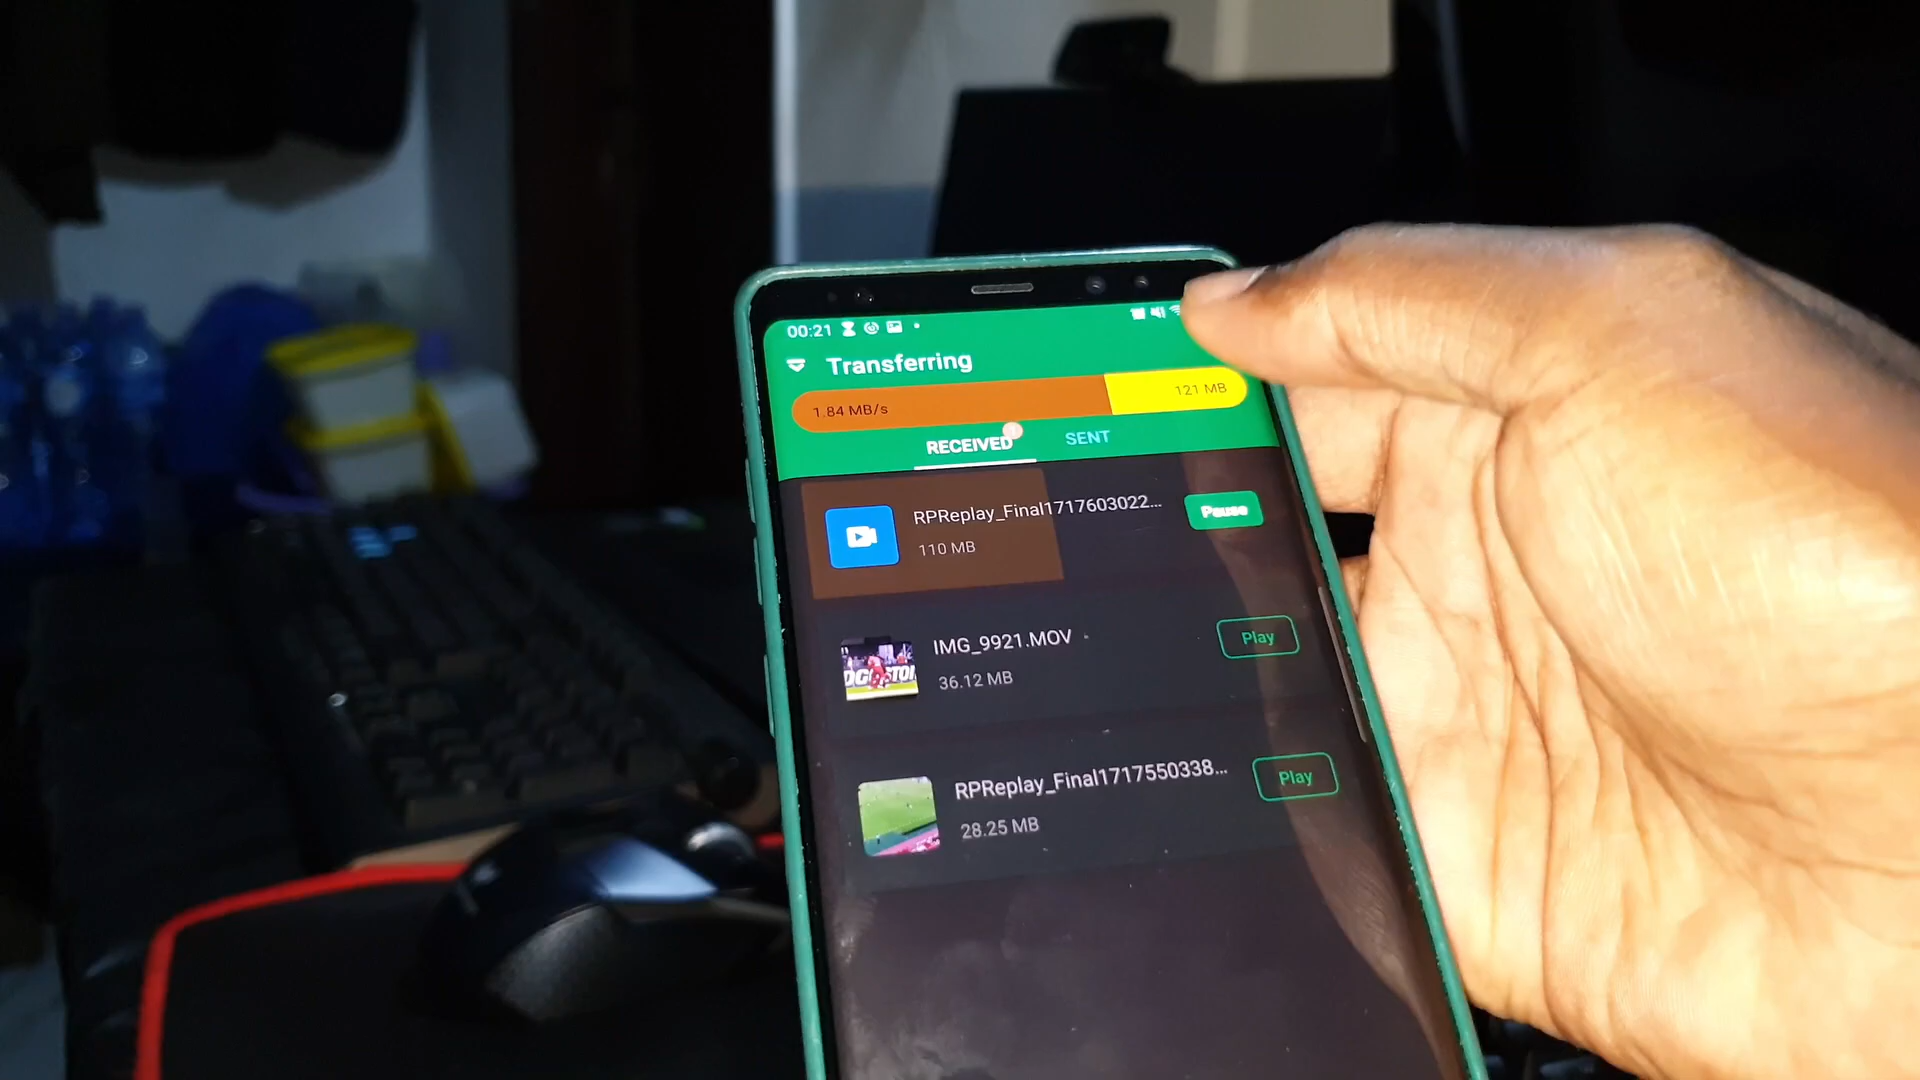 00:21
Transferring
1.84 MB/s
121 MB
RECEIVED
1
SENT
RPReplay_Final1717603022...
Pause
110 MB
IMG_9921.MOV
Play
36.12 MB
RPReplay_Final1717550338...
Play
28.25 MB